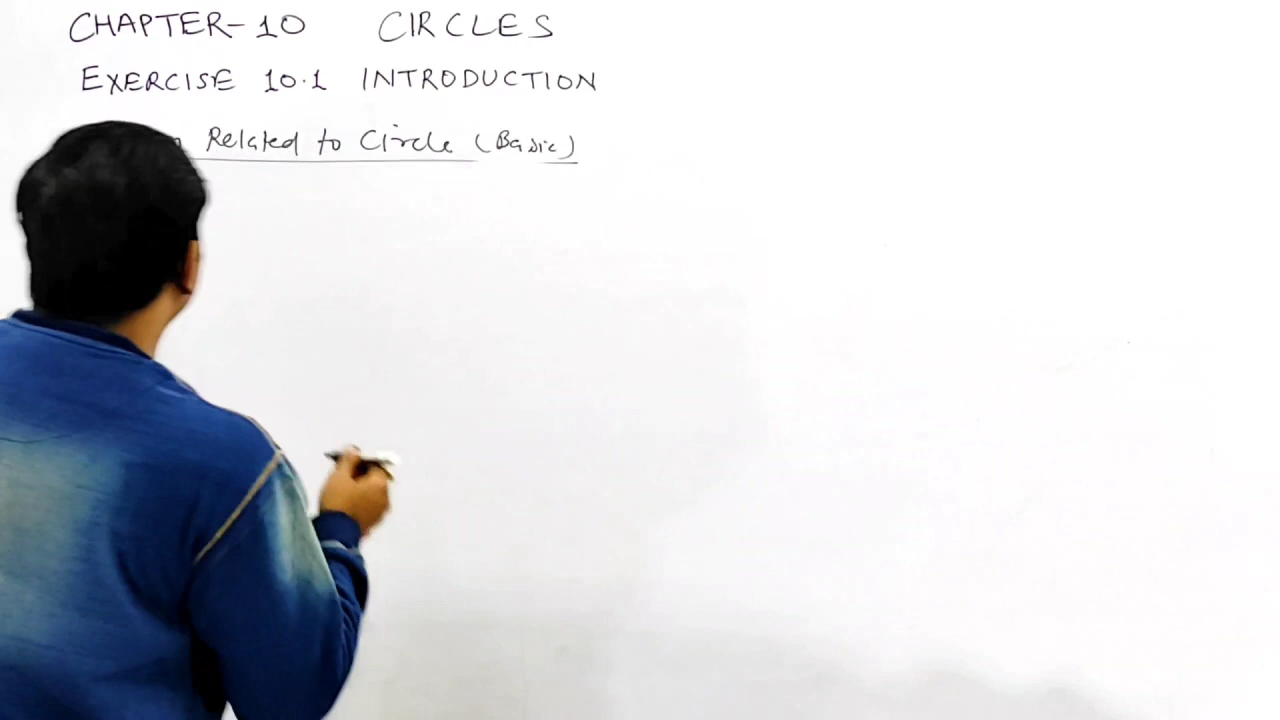 CHAPTER-10 CIRCLES
EXERCISE 10.1 INTRODUCTION
Related to Circle (Basic)